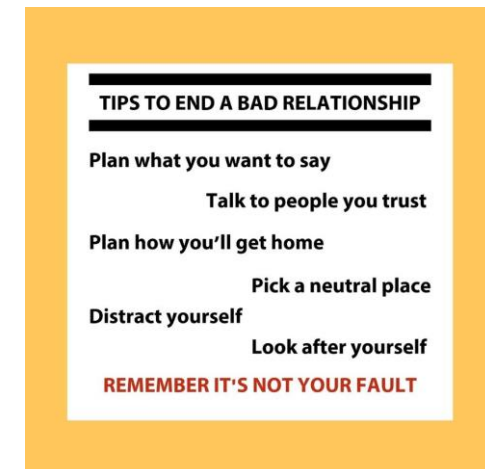 TIPS TO END A BAD RELATIONSHIP
Plan what you want to say
Talk to people you trust
Plan how you'll get home
Pick a neutral place
Distract yourself
Look after yourself
REMEMBER IT'S NOT YOUR FAULT